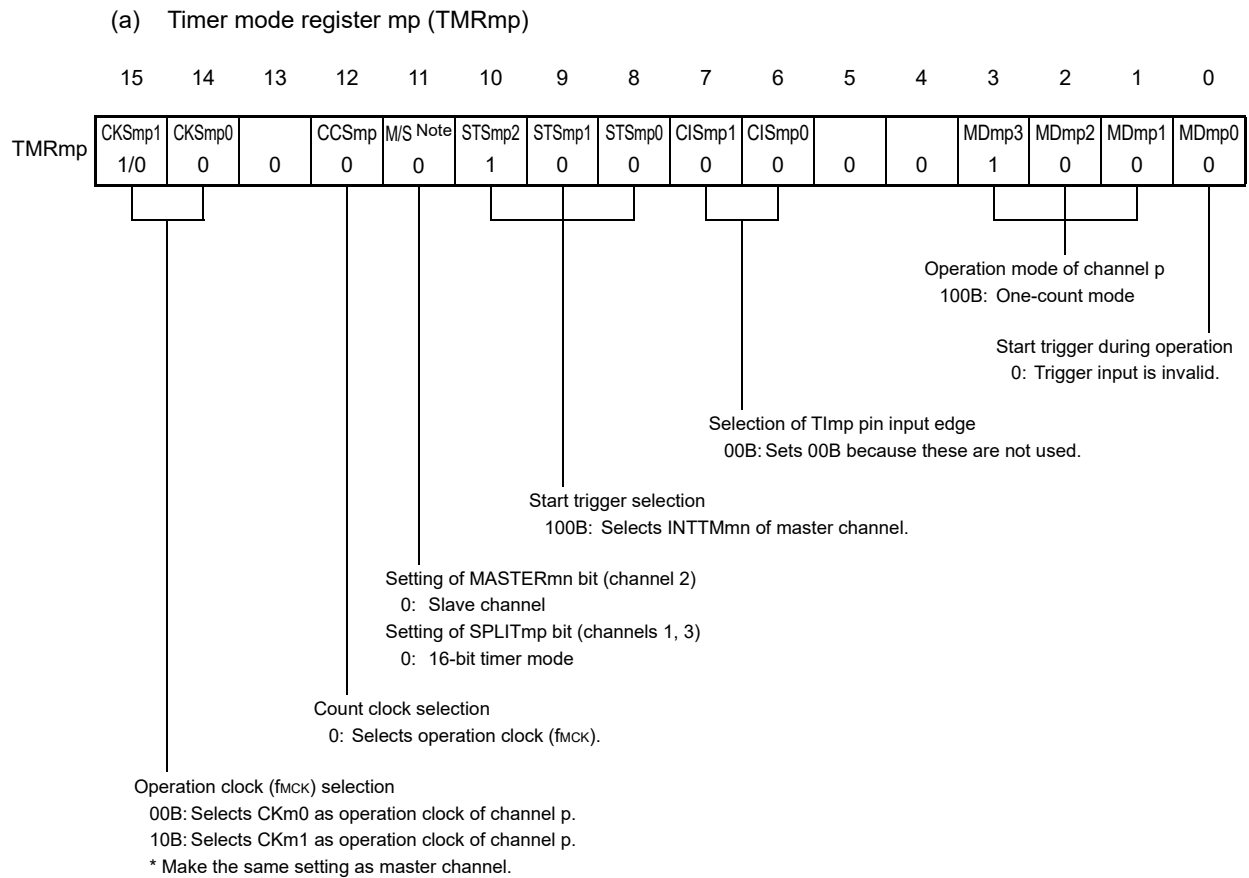 (a) Timer mode register mp (TMRmp)
15 14 13 12 11 10 9 8 7 6 5 4 3 2 1 0
CKSmp1 CKSmp0 CCSmp M/S Note STSmp2 STSmp1 STSmp0 CISmp1 CISmp0 MDmp3 MDmp2 MDmp1 MDmp0
TMRmp
1/0 0 0 0 0 1 0 0 0 0 0 0 1 0 0 0
Operation mode of channel p
100B: One-count mode
Start trigger during operation
0: Trigger input is invalid.
Selection of TImp pin input edge
00B: Sets 00B because these are not used.
Start trigger selection
100B: Selects INTTMmn of master channel.
Setting of MASTERmn bit (channel 2)
0: Slave channel
Setting of SPLITmp bit (channels 1, 3)
0: 16-bit timer mode
Count clock selection
0: Selects operation clock (fMCK).
Operation clock (fMCK) selection
00B: Selects CKm0 as operation clock of channel p.
10B: Selects CKm1 as operation clock of channel p.
* Make the same setting as master channel.